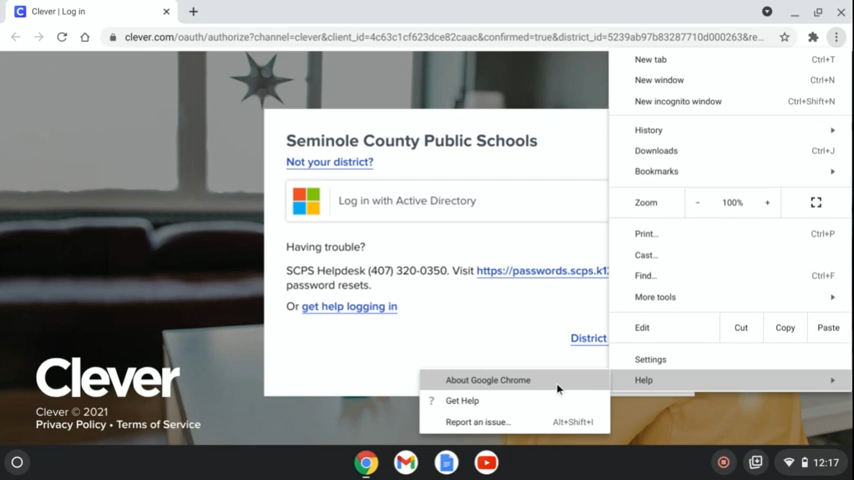 Clever | Log in
clever.com/oauth/authorize?channel=clever&client_id=4c63c1cf623dce82caac&confirmed=true&district_id=5239ab97b83287710d000263&re...
New tab Ctrl+T
New window Ctrl+N
New incognito window Ctrl+Shift+N
History
Downloads Ctrl+J
Bookmarks
Zoom - 100% +
Print... Ctrl+P
Cast...
Find... Ctrl+F
More tools
Edit Cut Copy Paste
Settings
Help
About Google Chrome
? Get Help
Report an issue... Alt+Shift+I
Seminole County Public Schools
Not your district?
Log in with Active Directory
Having trouble?
SCPS Helpdesk (407) 320-0350. Visit https://passwords.scps.k12
password resets.
Or get help logging in
District
Clever
Clever © 2021
Privacy Policy • Terms of Service
12:17